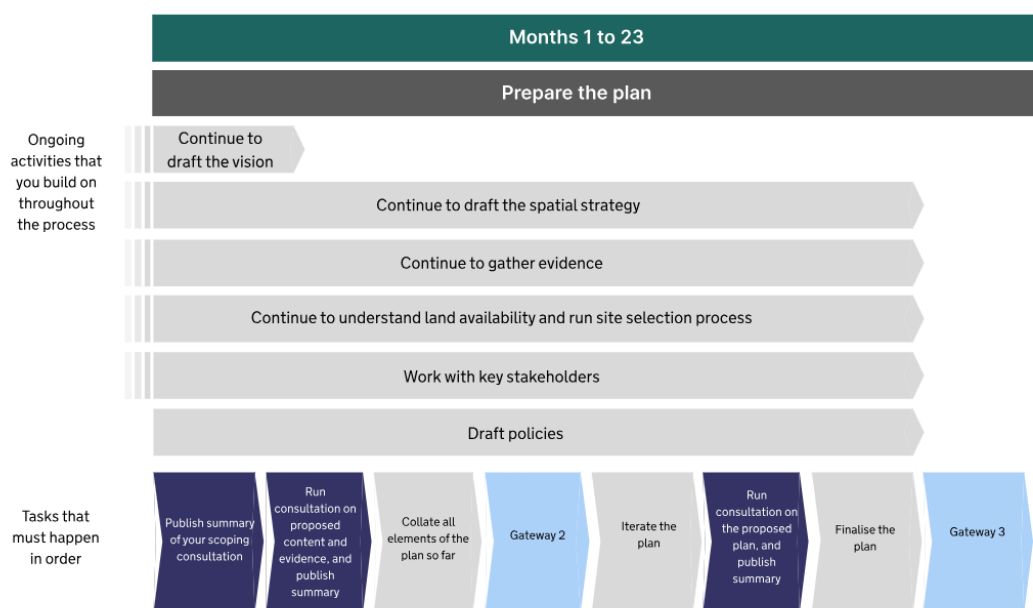 Months 1 to 23
Prepare the plan
Ongoing
activities that
you build on
throughout
the process
Continue to
draft the vision
Continue to draft the spatial strategy
Continue to gather evidence
Continue to understand land availability and run site selection process
Work with key stakeholders
Draft policies
Tasks that
must happen
in order
Publish summary
of your scoping
consultation
Run
consultation on
proposed
content and
evidence, and
publish
summary
Collate all
elements of the
plan so far
Gateway 2
Iterate the
plan
Run
consultation on
the proposed
plan, and
publish
summary
Finalise the
plan
Gateway 3